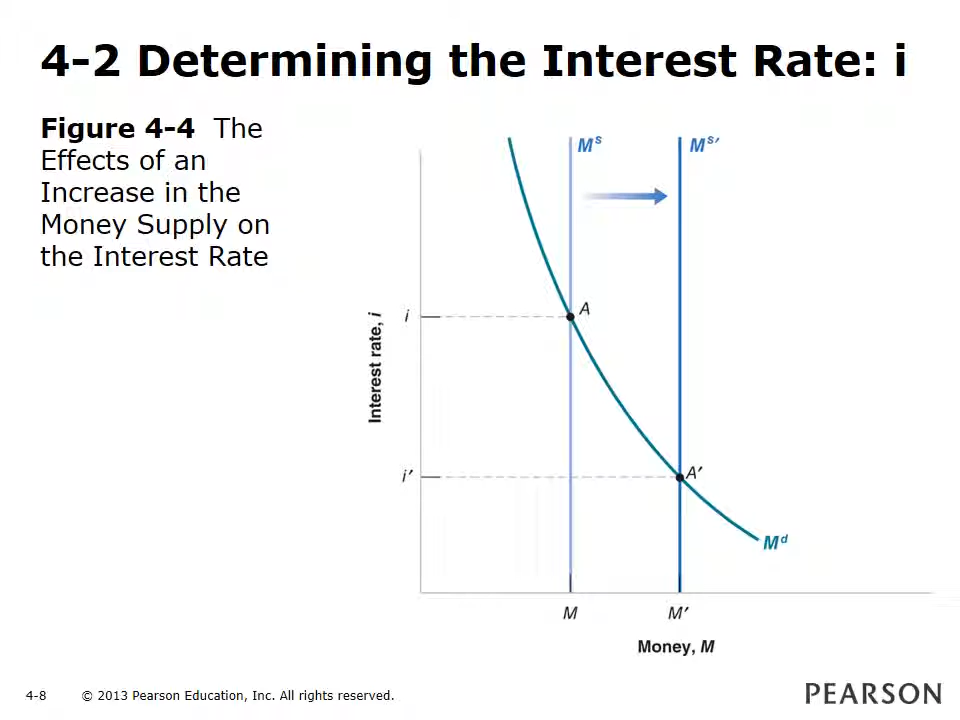 4-2 Determining the Interest Rate: i
Figure 4-4 The
Effects of an
Increase in the
Money Supply on
the Interest Rate
Mˢ
Mˢ′
A
i
Interest rate, i
i′
A′
Mᵈ
M
M′
Money, M
4-8
© 2013 Pearson Education, Inc. All rights reserved.
PEARSON